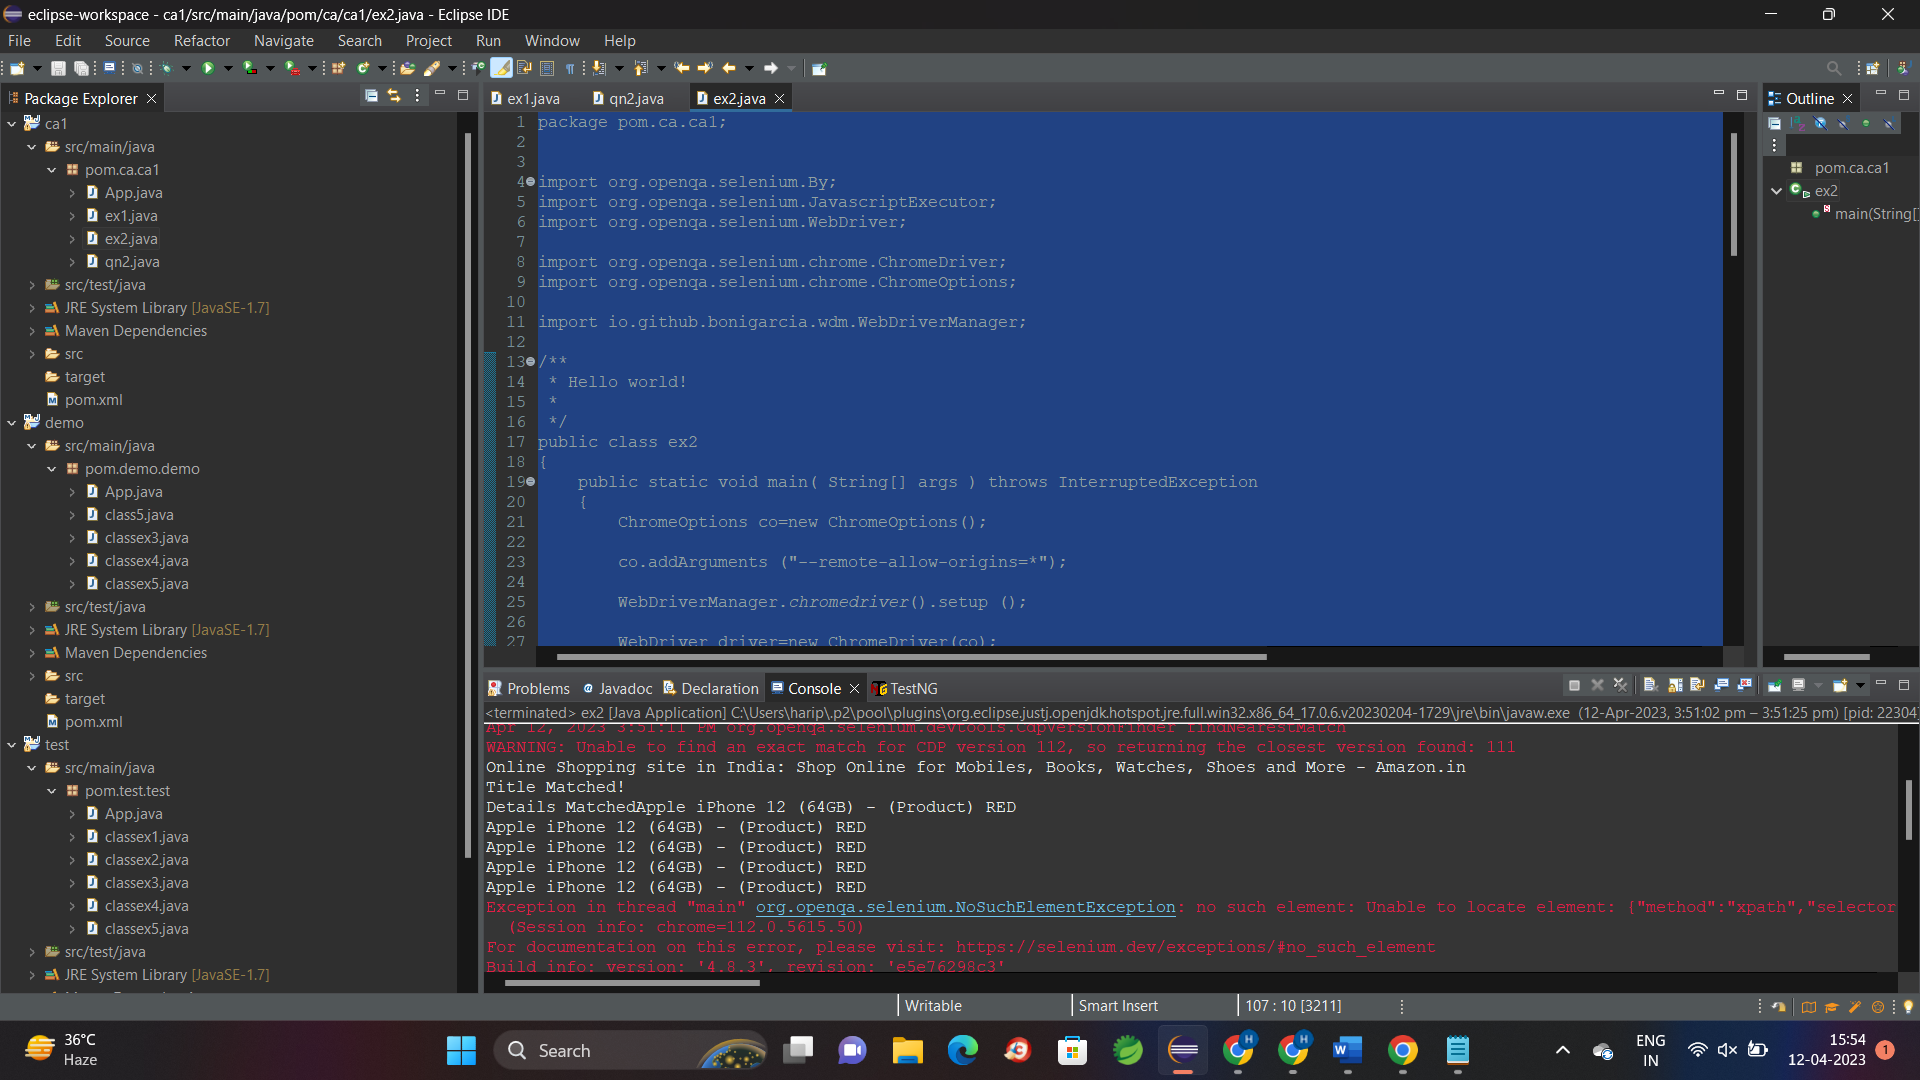 eclipse-workspace - ca1/src/main/java/pom/ca/ca1/ex2.java - Eclipse IDE
File Edit Source Refactor Navigate Search Project Run Window Help
Package Explorer
ca1
src/main/java
pom.ca.ca1
App.java
ex1.java
ex2.java
qn2.java
src/test/java
JRE System Library [JavaSE-1.7]
Maven Dependencies
src
target
pom.xml
demo
src/main/java
pom.demo.demo
App.java
class5.java
classex3.java
classex4.java
classex5.java
src/test/java
JRE System Library [JavaSE-1.7]
Maven Dependencies
src
target
pom.xml
test
src/main/java
pom.test.test
App.java
classex1.java
classex2.java
classex3.java
classex4.java
classex5.java
src/test/java
JRE System Library [JavaSE-1.7]
ex1.java qn2.java ex2.java
1 package pom.ca.ca1;
2
3
4 import org.openqa.selenium.By;
5 import org.openqa.selenium.JavascriptExecutor;
6 import org.openqa.selenium.WebDriver;
7
8 import org.openqa.selenium.chrome.ChromeDriver;
9 import org.openqa.selenium.chrome.ChromeOptions;
10
11 import io.github.bonigarcia.wdm.WebDriverManager;
12
13 /**
14 * Hello world!
15 *
16 */
17 public class ex2
18 {
19 public static void main( String[] args ) throws InterruptedException
20 {
21 ChromeOptions co=new ChromeOptions();
22
23 co.addArguments ("--remote-allow-origins=*");
24
25 WebDriverManager.chromedriver().setup ();
26
27 WebDriver driver=new ChromeDriver(co);
Outline
pom.ca.ca1
ex2
main(String[]
Problems Javadoc Declaration Console TestNG
<terminated> ex2 [Java Application] C:\Users\harip\.p2\pool\plugins\org.eclipse.justj.openjdk.hotspot.jre.full.win32.x86_64_17.0.6.v20230204-1729\jre\bin\javaw.exe (12-Apr-2023, 3:51:02 pm – 3:51:25 pm) [pid: 22304]
Apr 12, 2023 3:51:11 PM org.openqa.selenium.devtools.CdpVersionFinder findNearestMatch
WARNING: Unable to find an exact match for CDP version 112, so returning the closest version found: 111
Online Shopping site in India: Shop Online for Mobiles, Books, Watches, Shoes and More - Amazon.in
Title Matched!
Details MatchedApple iPhone 12 (64GB) - (Product) RED
Apple iPhone 12 (64GB) - (Product) RED
Apple iPhone 12 (64GB) - (Product) RED
Apple iPhone 12 (64GB) - (Product) RED
Apple iPhone 12 (64GB) - (Product) RED
Exception in thread "main" org.openqa.selenium.NoSuchElementException: no such element: Unable to locate element: {"method":"xpath","selector
(Session info: chrome=112.0.5615.50)
For documentation on this error, please visit: https://selenium.dev/exceptions/#no_such_element
Build info: version: '4.8.3', revision: 'e5e76298c3'
Writable Smart Insert 107 : 10 [3211]
36°C
Haze
Search
ENG
IN
15:54
12-04-2023
1